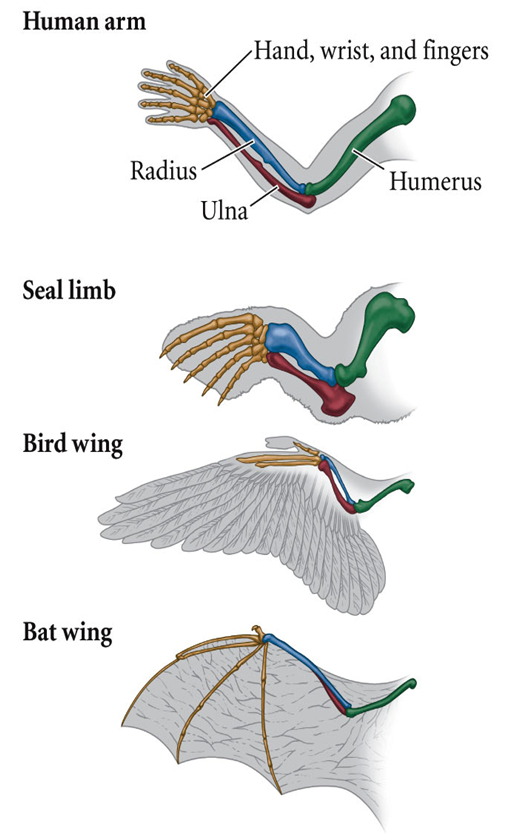 Human arm
Hand, wrist, and fingers
Radius
Humerus
Ulna
Seal limb
Bird wing
Bat wing